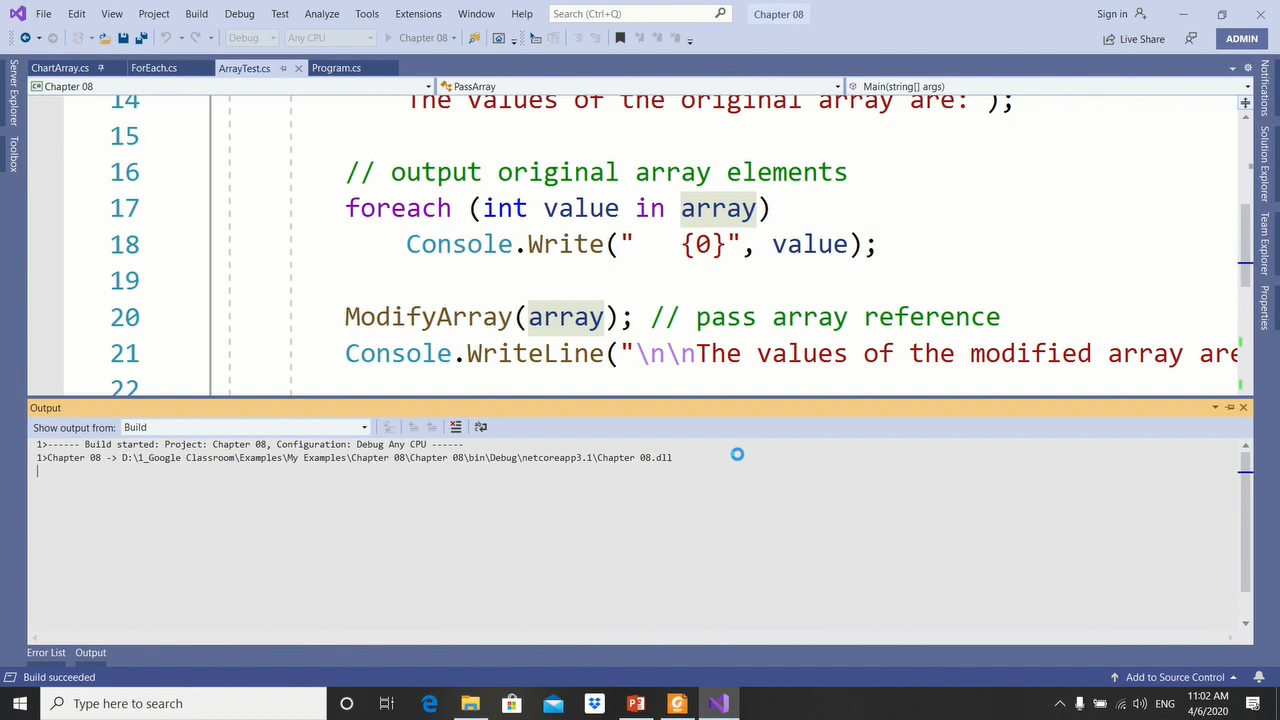 File Edit View Project Build Debug Test Analyze Tools Extensions Window Help Search (Ctrl+Q) Chapter 08 Sign in
Debug Any CPU Chapter 08 Live Share ADMIN
ChartArray.cs ForEach.cs ArrayTest.cs Program.cs
Chapter 08 PassArray Main(string[] args)
Server Explorer
Toolbox
Notifications
Solution Explorer
Team Explorer
Properties
14 The values of the original array are:");
15
16 // output original array elements
17 foreach (int value in array)
18 Console.Write("   {0}", value);
19
20 ModifyArray(array); // pass array reference
21 Console.WriteLine("\n\nThe values of the modified array are
22
Output
Show output from: Build
1>------ Build started: Project: Chapter 08, Configuration: Debug Any CPU ------
1>Chapter 08 -> D:\1_Google Classroom\Examples\My Examples\Chapter 08\Chapter 08\bin\Debug\netcoreapp3.1\Chapter 08.dll
Error List Output
Build succeeded Add to Source Control
Type here to search ENG 11:02 AM
4/6/2020